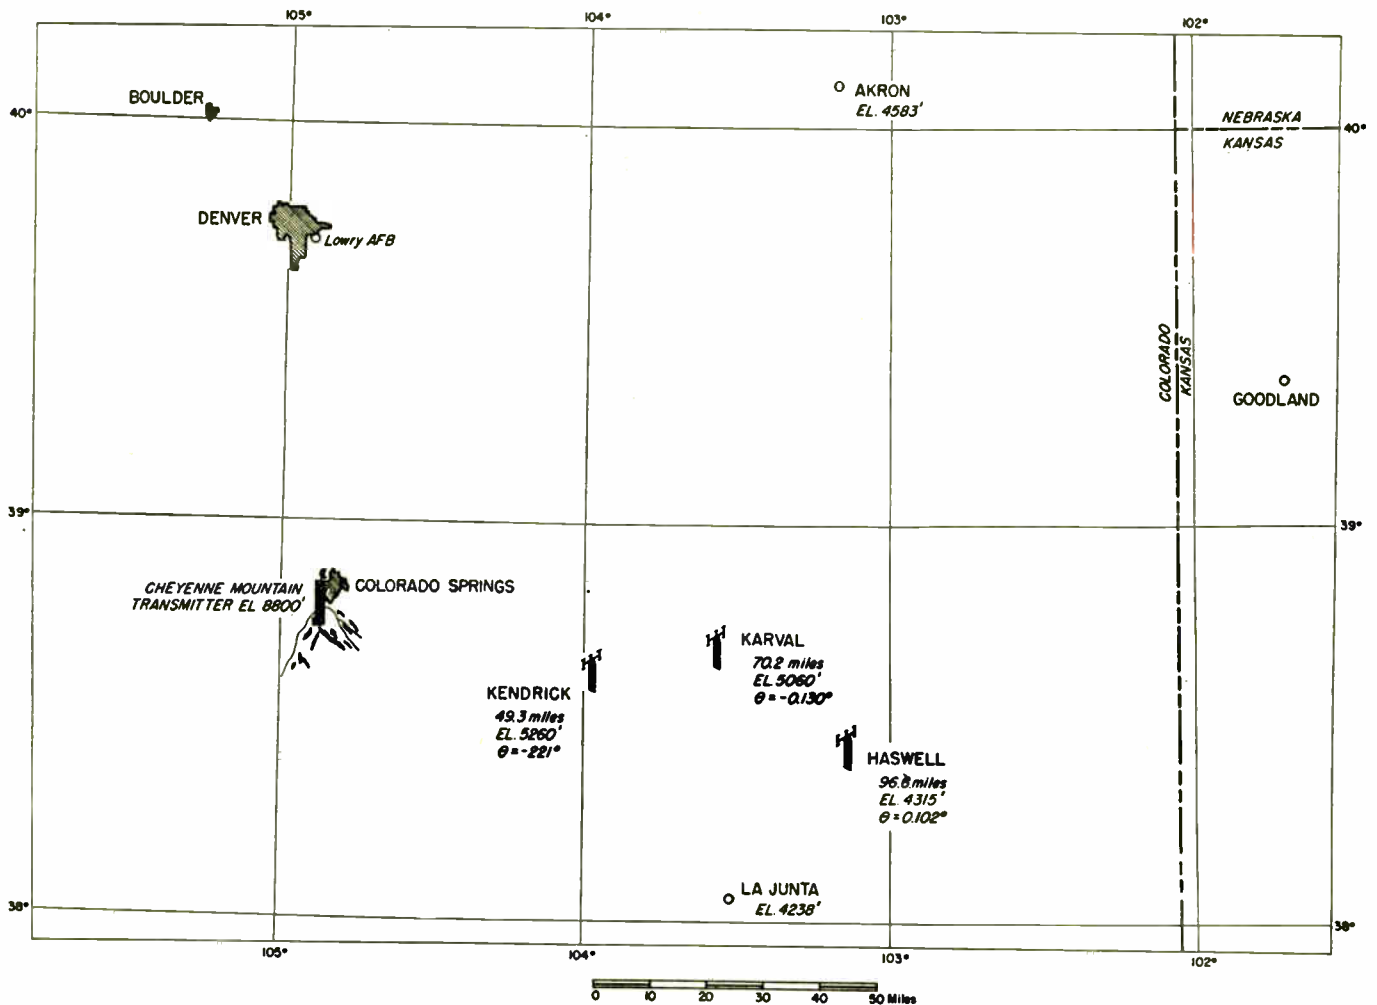 105°
104°
103°
102°
BOULDER
40°
AKRON
EL. 4583'
NEBRASKA
40°
KANSAS
DENVER
Lowry AFB
COLORADO
KANSAS
GOODLAND
39°
39°
CHEYENNE MOUNTAIN
TRANSMITTER EL 8800'
COLORADO SPRINGS
KARVAL
70.2 miles
EL. 5060'
θ = -0.130°
KENDRICK
49.3 miles
EL. 5260'
θ = -221°
HASWELL
96.6 miles
EL. 4315'
θ = 0.102°
LA JUNTA
EL. 4238'
38°
38°
105°
104°
103°
102°
0 10 20 30 40 50 Miles